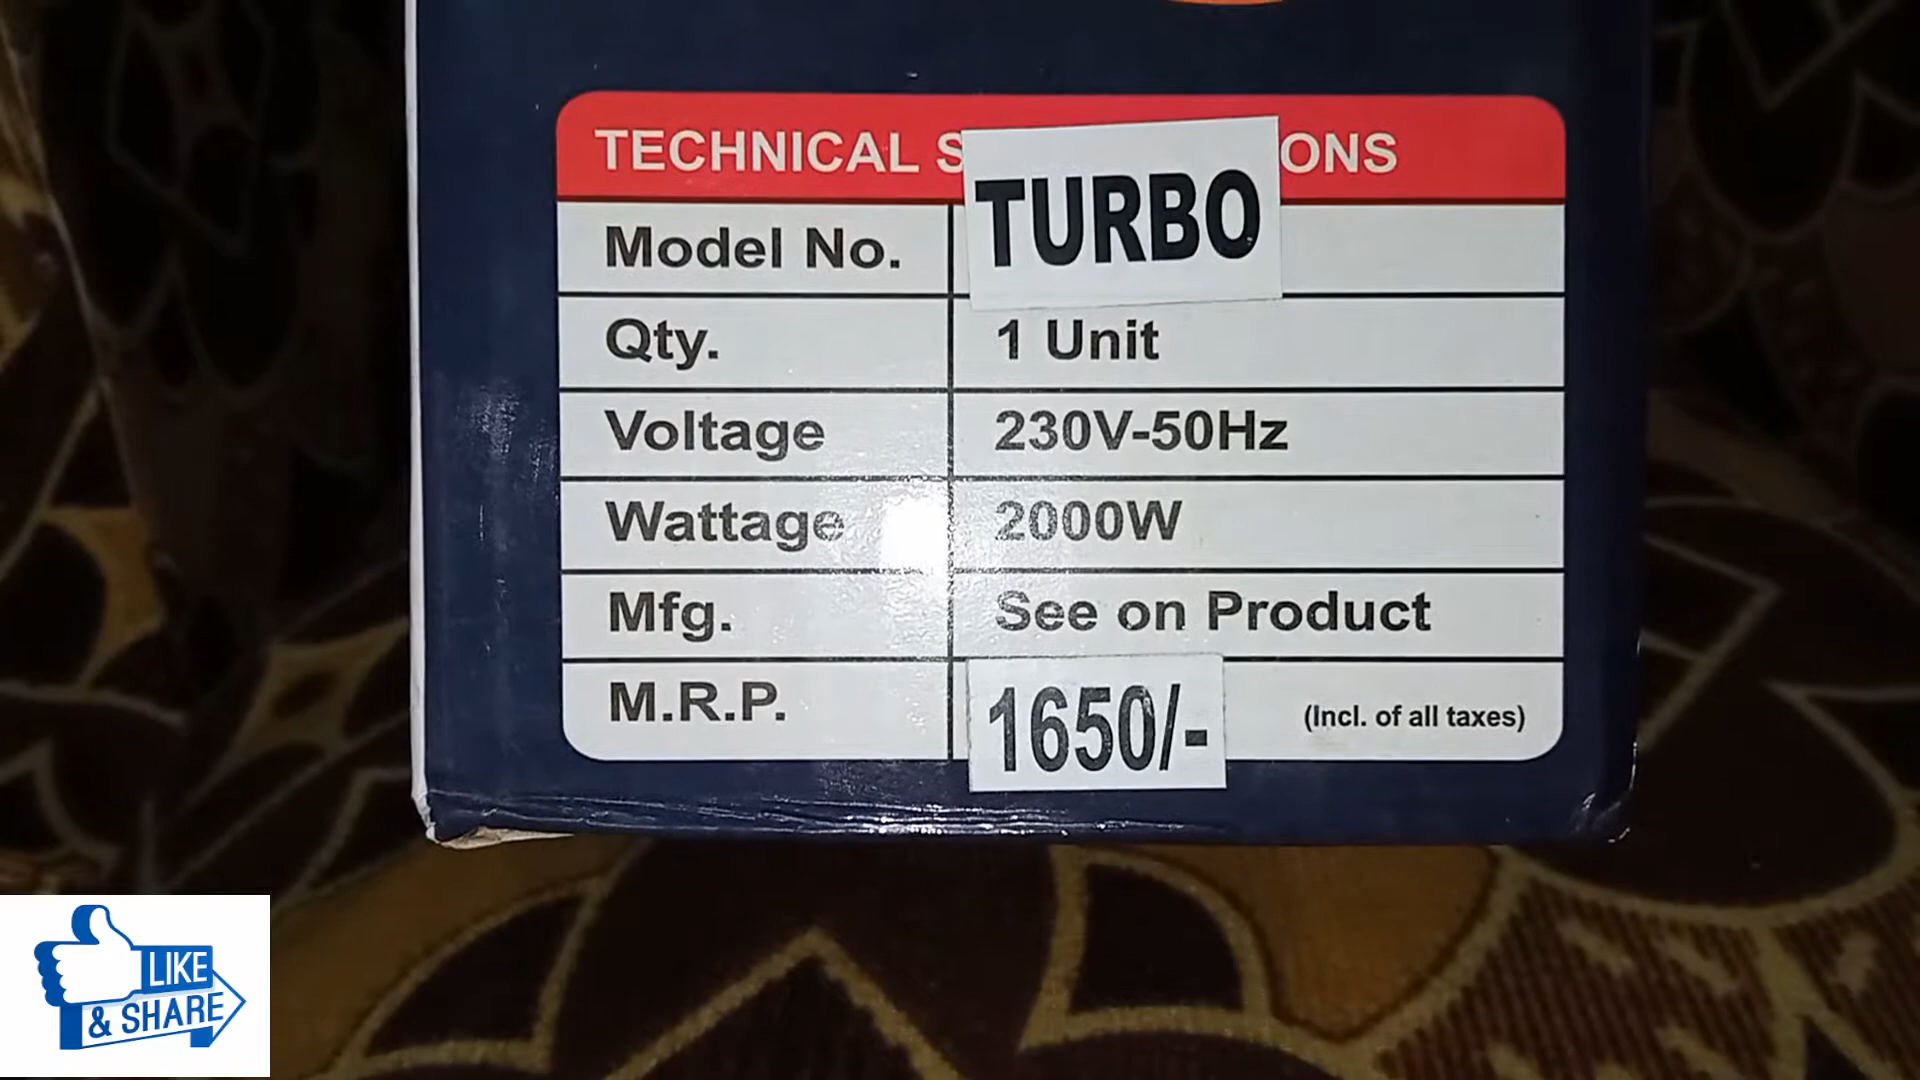 TECHNICAL S ONS
Model No. TURBO
Qty. 1 Unit
Voltage 230V-50Hz
Wattage 2000W
Mfg. See on Product
M.R.P. 1650/- (Incl. of all taxes)
LIKE
& SHARE